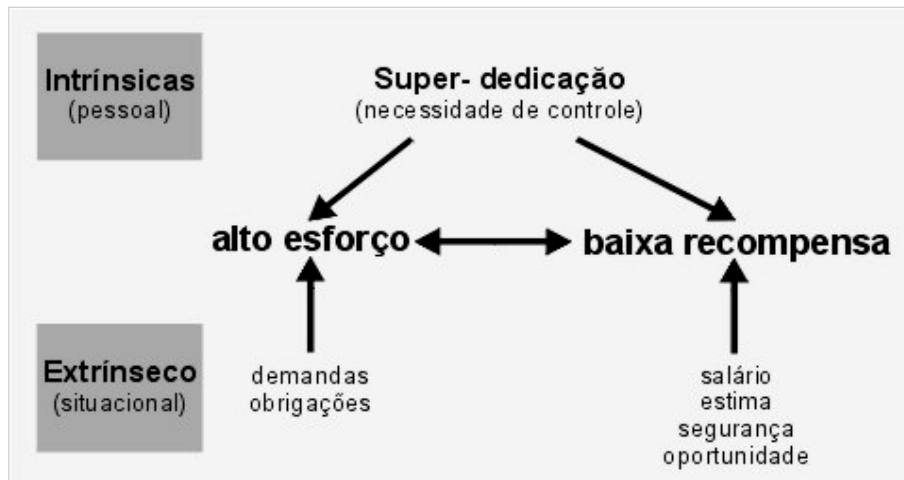 Intrínsicas
(pessoal)
Super- dedicação
(necessidade de controle)
alto esforço
baixa recompensa
Extrínseco
(situacional)
demandas
obrigações
salário
estima
segurança
oportunidade